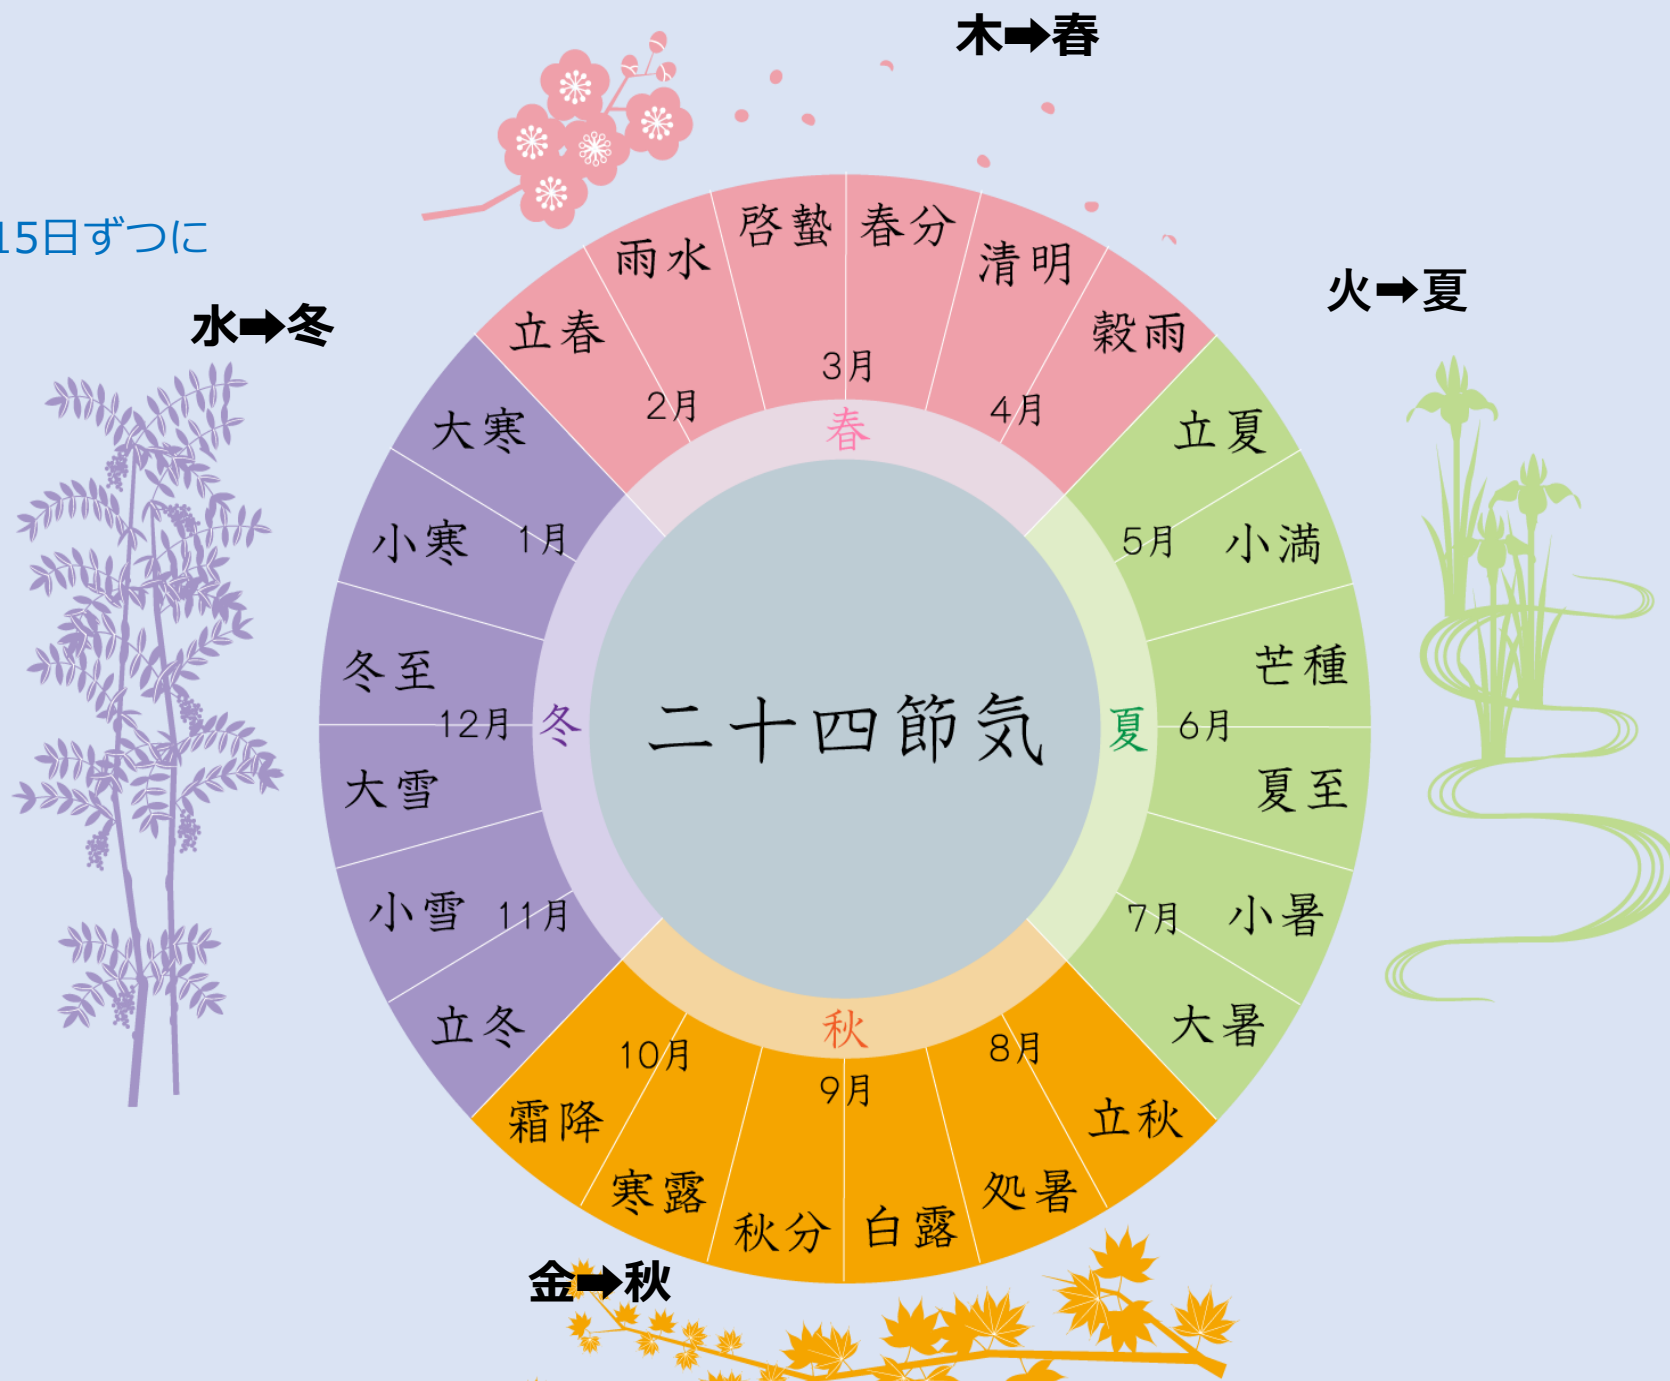 木➡春
15日ずつに
火➡夏
水➡冬
立春
雨水
啓蟄
春分
清明
穀雨
2月
3月
4月
春
立夏
小満
芒種
夏至
小暑
大暑
5月
6月
7月
夏
立秋
処暑
白露
秋分
寒露
霜降
8月
9月
10月
秋
立冬
小雪
大雪
冬至
小寒
大寒
11月
12月
1月
冬
二十四節気
金➡秋